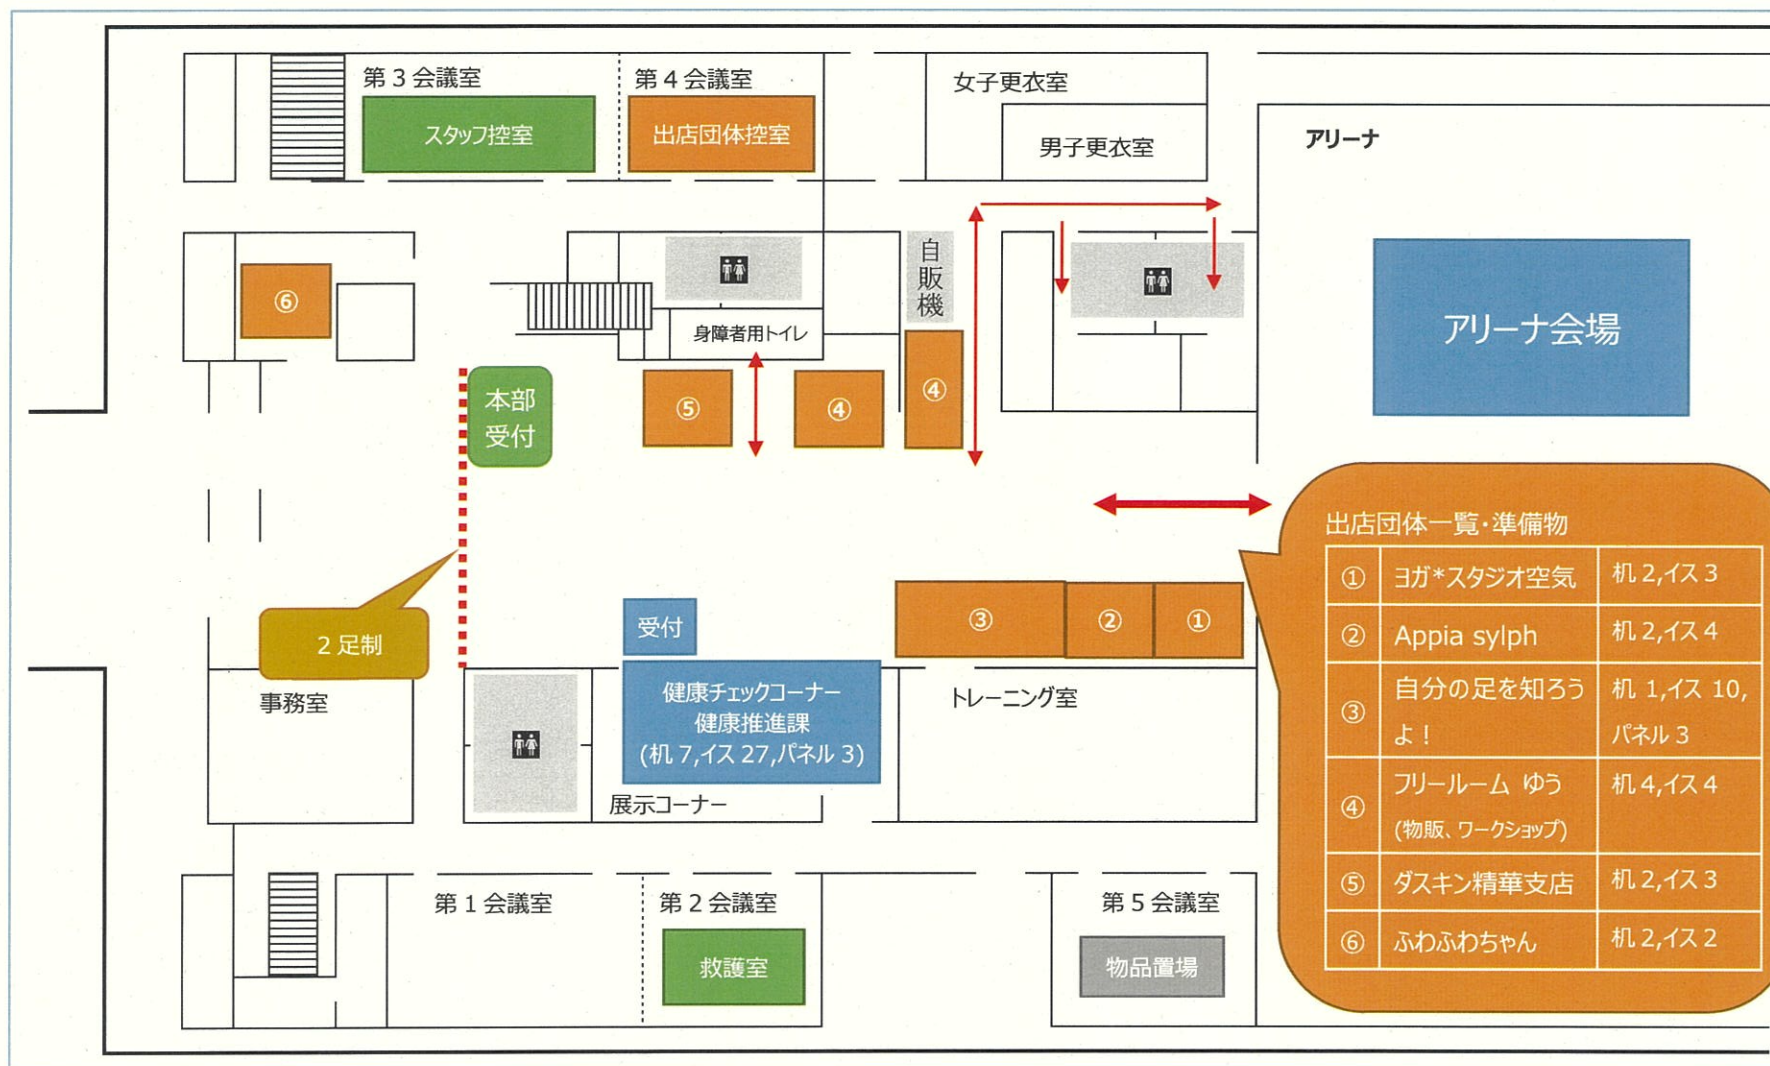 第３会議室
スタッフ控室
第４会議室
出店団体控室
女子更衣室
男子更衣室
アリーナ
アリーナ会場
⑥
自販機
身障者用トイレ
本部
受付
⑤
④
④
２足制
受付
③
②
①
事務室
健康チェックコーナー
健康推進課
(机 7,イス 27,パネル 3)
展示コーナー
トレーニング室
第１会議室
第２会議室
救護室
第５会議室
物品置場
出店団体一覧・準備物
① ヨガ*スタジオ空気 机 2,イス 3
② Appia sylph 机 2,イス 4
③ 自分の足を知ろう 机 1,イス 10,
よ！ パネル 3
④ フリールーム ゆう 机 4,イス 4
(物販、ワークショップ)
⑤ ダスキン精華支店 机 2,イス 3
⑥ ふわふわちゃん 机 2,イス 2